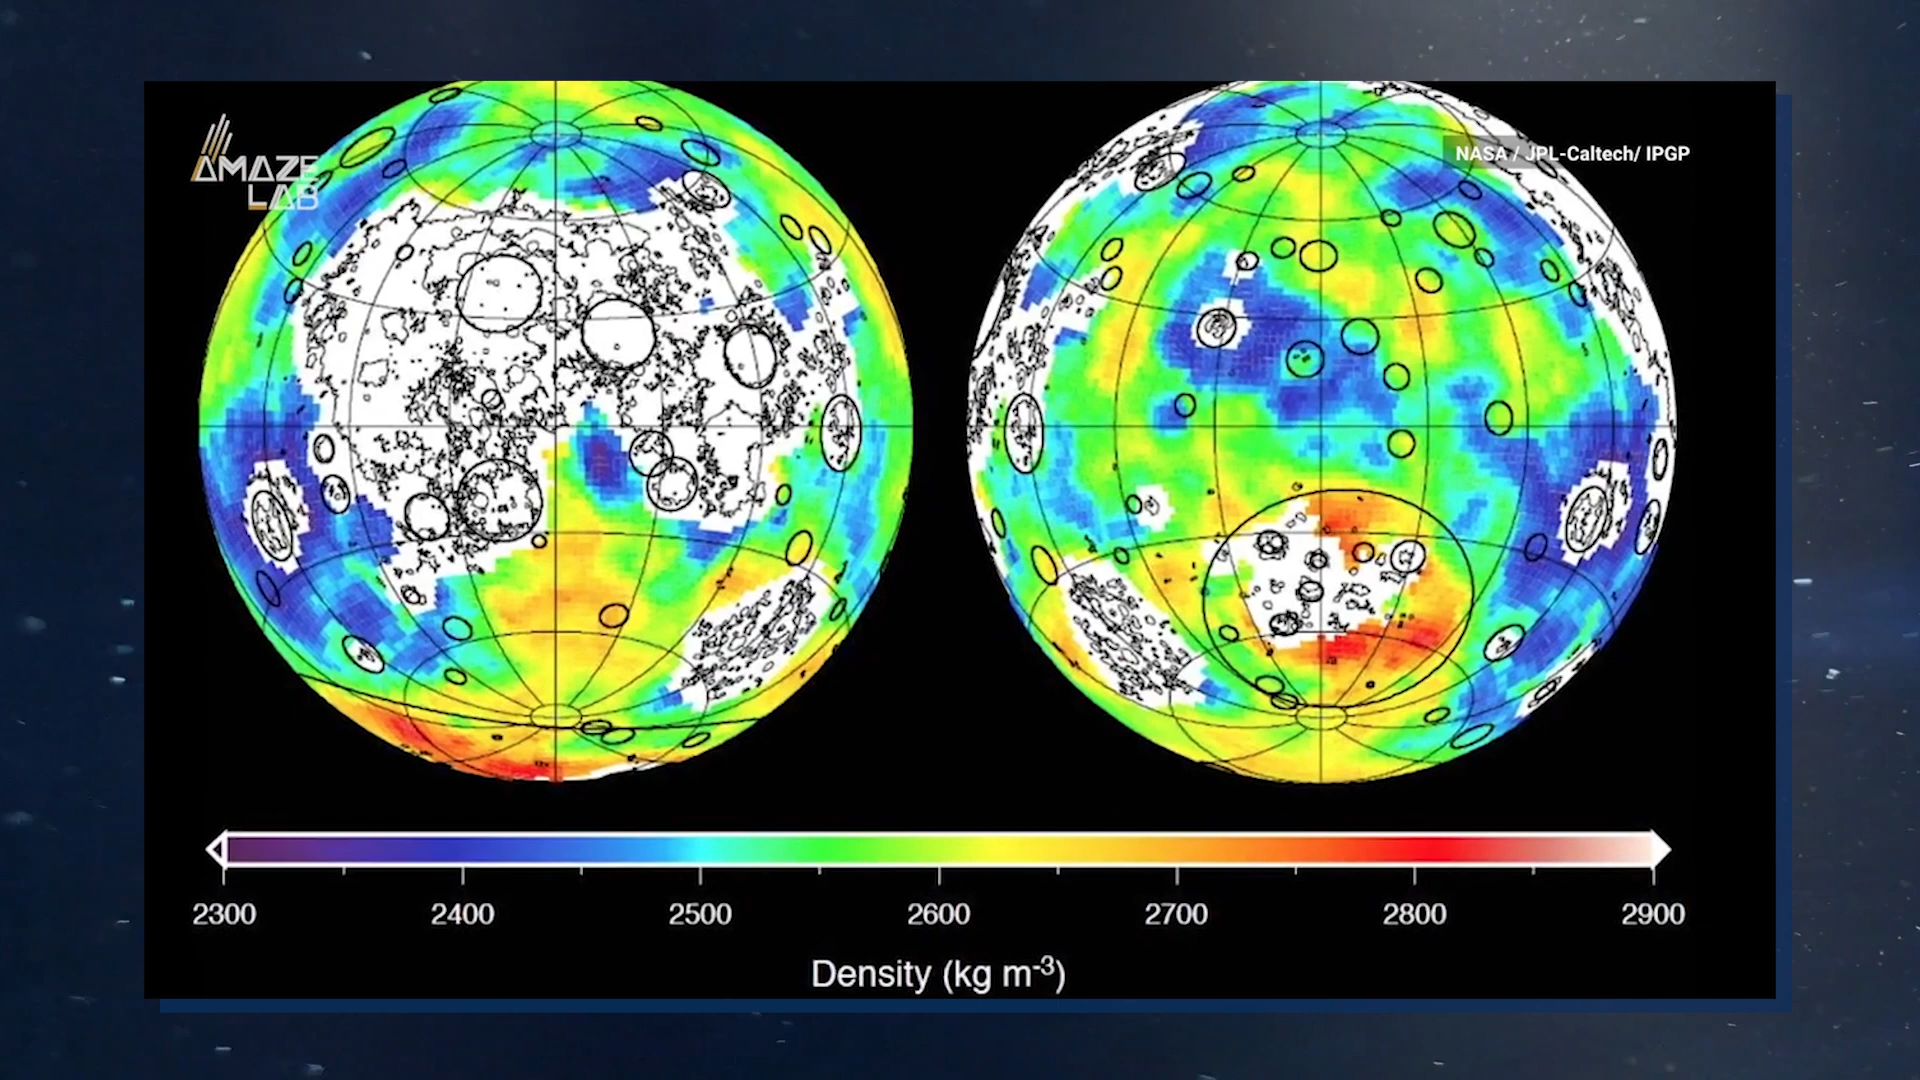 AMAZE
LAB
NASA / JPL-Caltech/ IPGP
2300 2400 2500 2600 2700 2800 2900
Density (kg m-3)